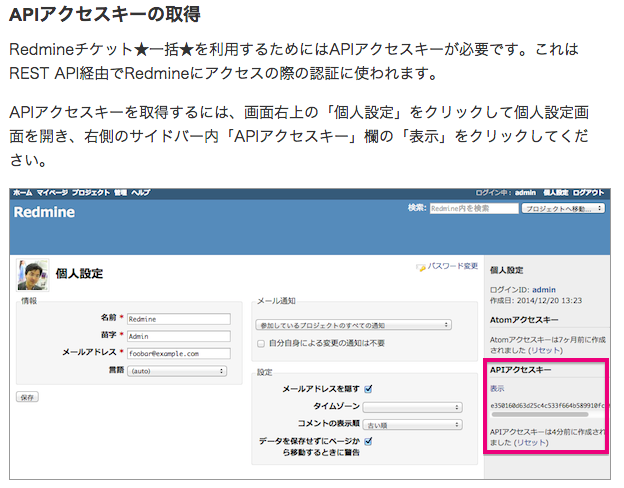 APIアクセスキーの取得
Redmineチケット★一括★を利用するためにはAPIアクセスキーが必要です。これは
REST API経由でRedmineにアクセスの際の認証に使われます。
APIアクセスキーを取得するには、画面右上の「個人設定」をクリックして個人設定画
面を開き、右側のサイドバー内「APIアクセスキー」欄の「表示」をクリックしてくだ
さい。
ホーム マイページ プロジェクト 管理 ヘルプ
ログイン中: admin 個人設定 ログアウト
Redmine
検索: Redmine内を検索 プロジェクトへ移動...
個人設定
パスワード変更
情報
名前 * Redmine
苗字 * Admin
メールアドレス * foobar@example.com
言語 (auto)
保存
メール通知
参加しているプロジェクトのすべての通知
自分自身による変更の通知は不要
設定
メールアドレスを隠す
タイムゾーン
コメントの表示順 古い順
データを保存せずにページか
ら移動するときに警告
個人設定
ログインID: admin
作成日: 2014/12/20 13:23
Atomアクセスキー
Atomアクセスキーは7ヶ月前に作成
されました (リセット)
APIアクセスキー
表示
e350160d63d25c4c533f664b589910fc
APIアクセスキーは4分前に作成され
ました (リセット)